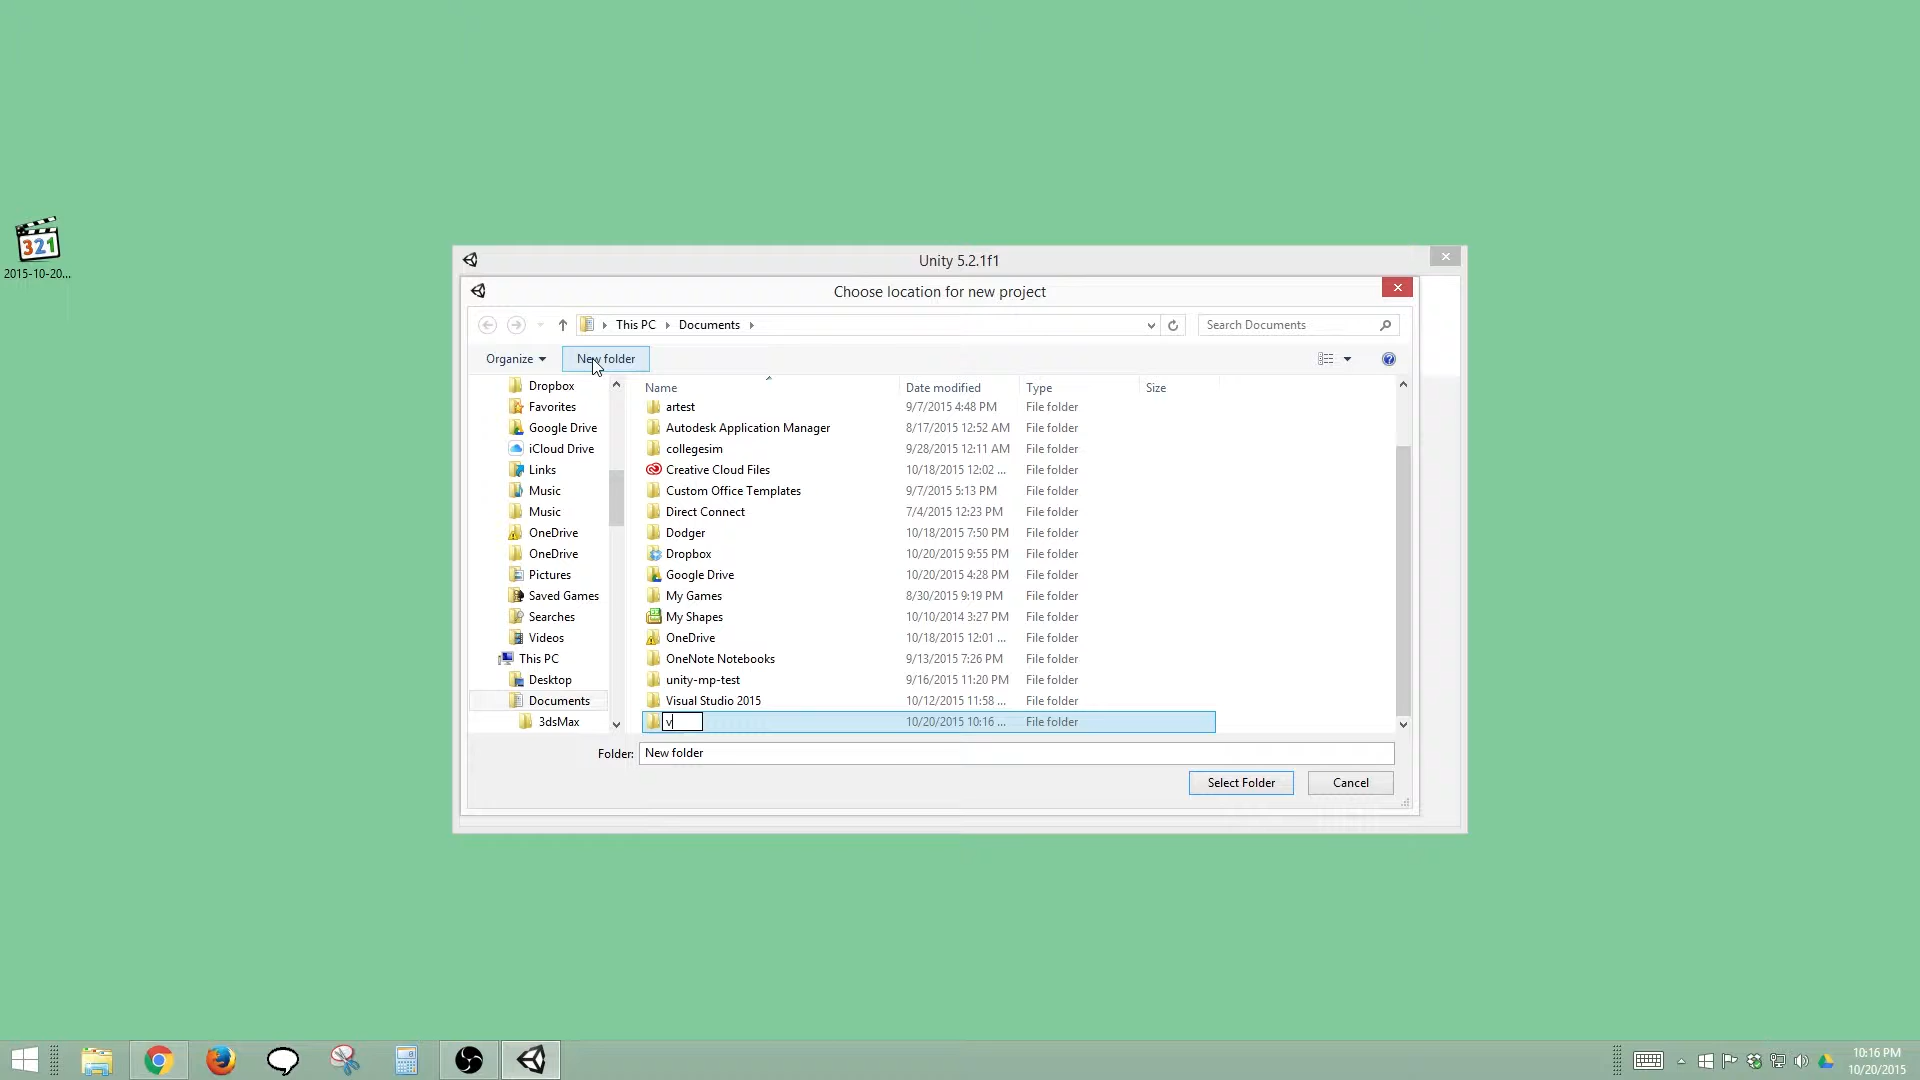 321
2015-10-20...
Unity 5.2.1f1
Choose location for new project
This PC Documents
Search Documents
Organize New folder
Name Date modified Type Size
Dropbox
Favorites
Google Drive
iCloud Drive
Links
Music
Music
OneDrive
OneDrive
Pictures
Saved Games
Searches
Videos
This PC
Desktop
Documents
3dsMax
artest 9/7/2015 4:48 PM File folder
Autodesk Application Manager 8/17/2015 12:52 AM File folder
collegesim 9/28/2015 12:11 AM File folder
Creative Cloud Files 10/18/2015 12:02 ... File folder
Custom Office Templates 9/7/2015 5:13 PM File folder
Direct Connect 7/4/2015 12:23 PM File folder
Dodger 10/18/2015 7:50 PM File folder
Dropbox 10/20/2015 9:55 PM File folder
Google Drive 10/20/2015 4:28 PM File folder
My Games 8/30/2015 9:19 PM File folder
My Shapes 10/10/2014 3:27 PM File folder
OneDrive 10/18/2015 12:01 ... File folder
OneNote Notebooks 9/13/2015 7:26 PM File folder
unity-mp-test 9/16/2015 11:20 PM File folder
Visual Studio 2015 10/12/2015 11:58 ... File folder
v 10/20/2015 10:16 ... File folder
Folder: New folder
Select Folder Cancel
10:16 PM
10/20/2015